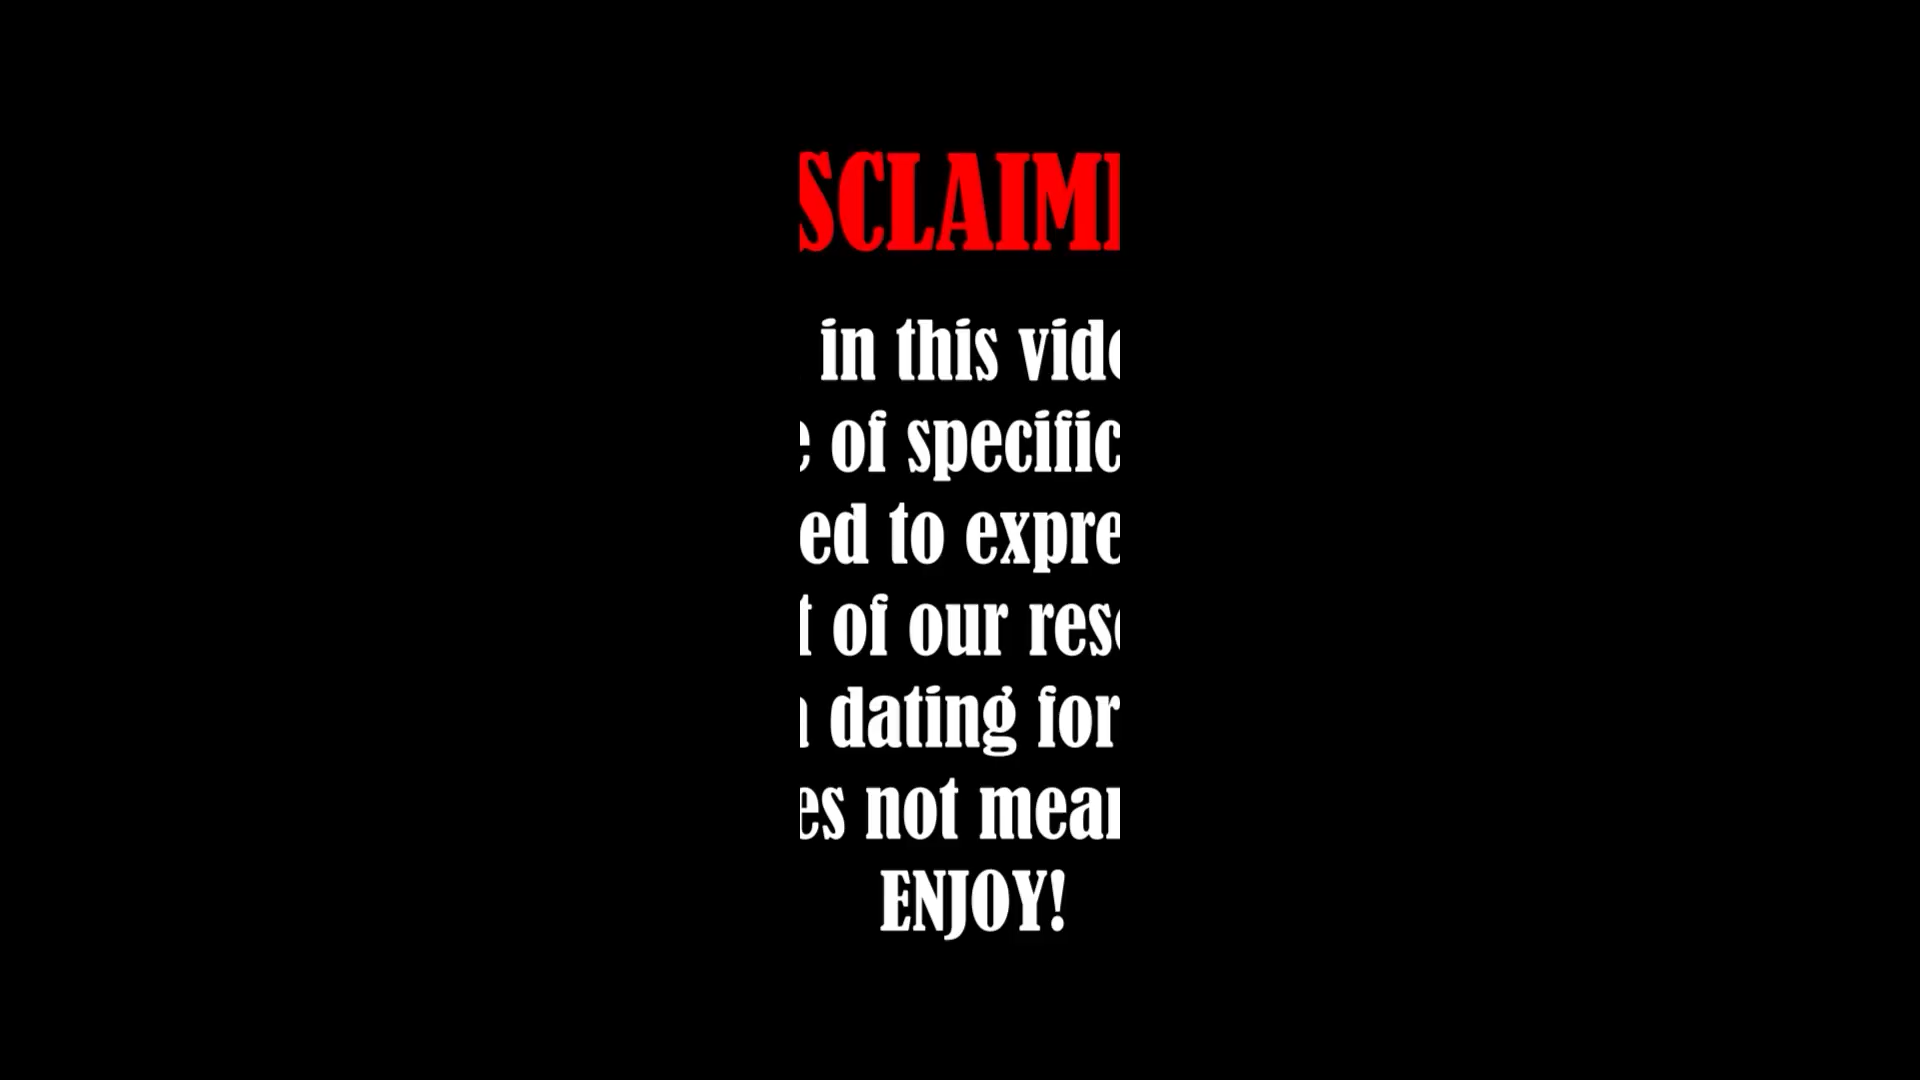 SCLAIM
in this vid
of specific
ed to expre
t of our res
dating for
es not mea
ENJOY!